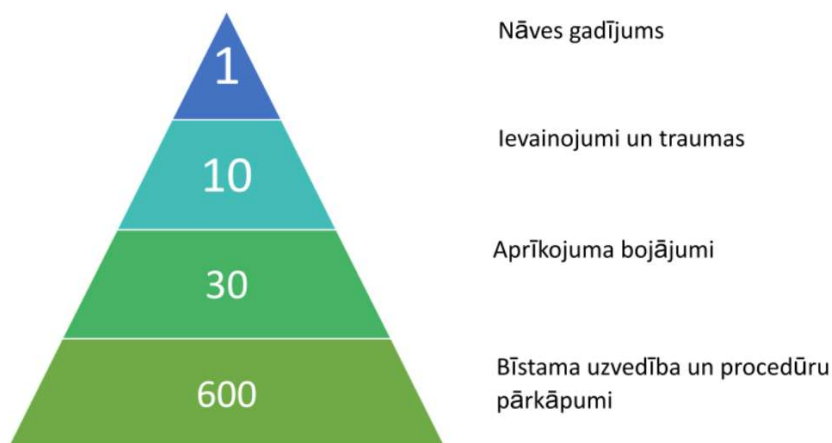 1
Nāves gadījums
10
Ievainojumi un traumas
30
Aprīkojuma bojājumi
600
Bīstama uzvedība un procedūru
pārkāpumi